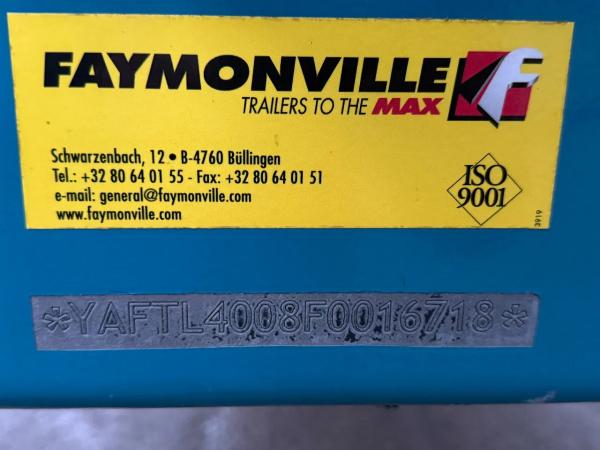 FAYMONVILLE
TRAILERS TO THE MAX
Schwarzenbach, 12 • B-4760 Büllingen
Tel.: +32 80 64 01 55 - Fax: +32 80 64 01 51
e-mail: general@faymonville.com
www.faymonville.com
ISO
9001
3919
*YAFTL4008F0016718*